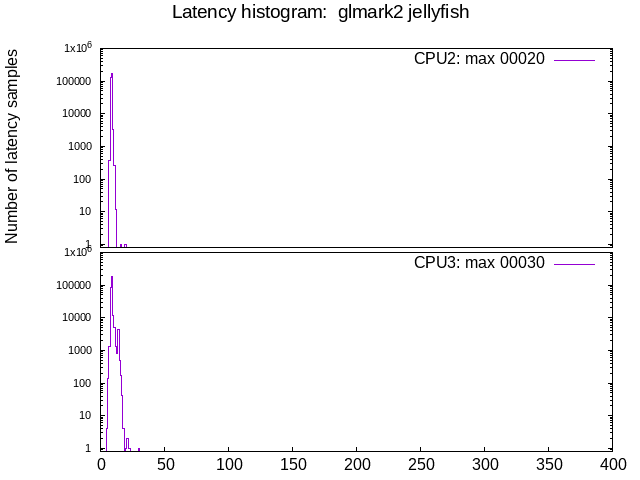 Latency histogram:  glmark2 jellyfish
Number of latency samples
1x10^6
100000
10000
1000
100
10
1
CPU2: max 00020
1x10^6
100000
10000
1000
100
10
1
CPU3: max 00030
0 50 100 150 200 250 300 350 400